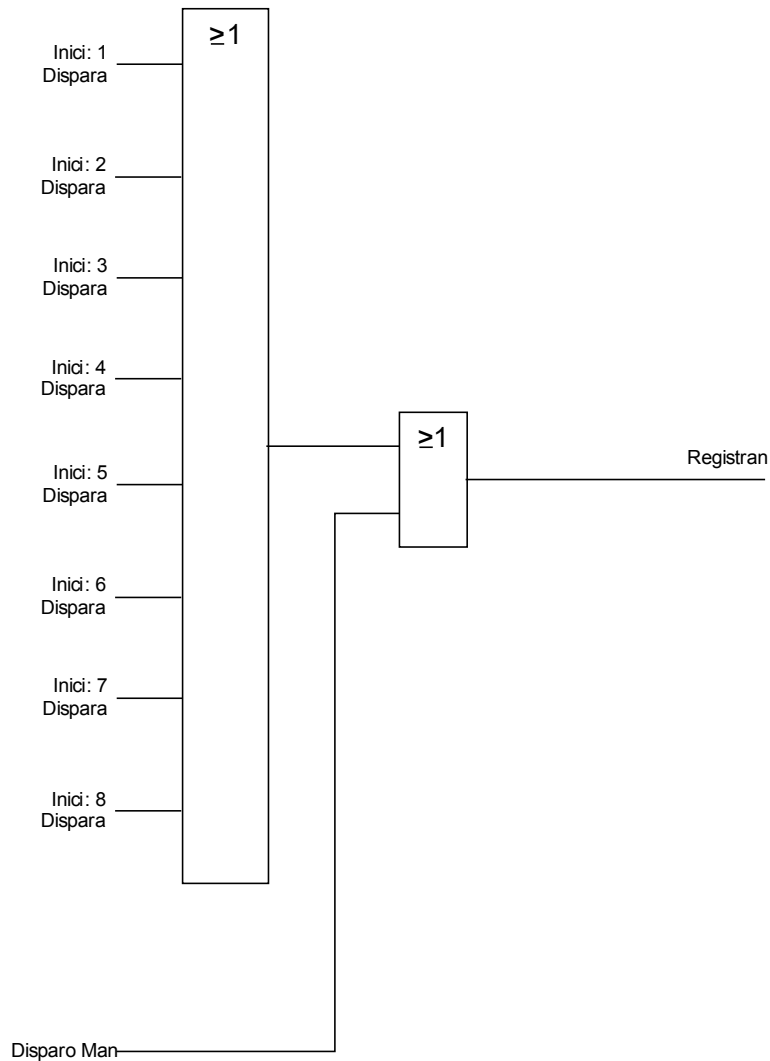 ≥1
Inici: 1
Dispara
Inici: 2
Dispara
Inici: 3
Dispara
Inici: 4
Dispara
≥1
Registran
Inici: 5
Dispara
Inici: 6
Dispara
Inici: 7
Dispara
Inici: 8
Dispara
Disparo Man